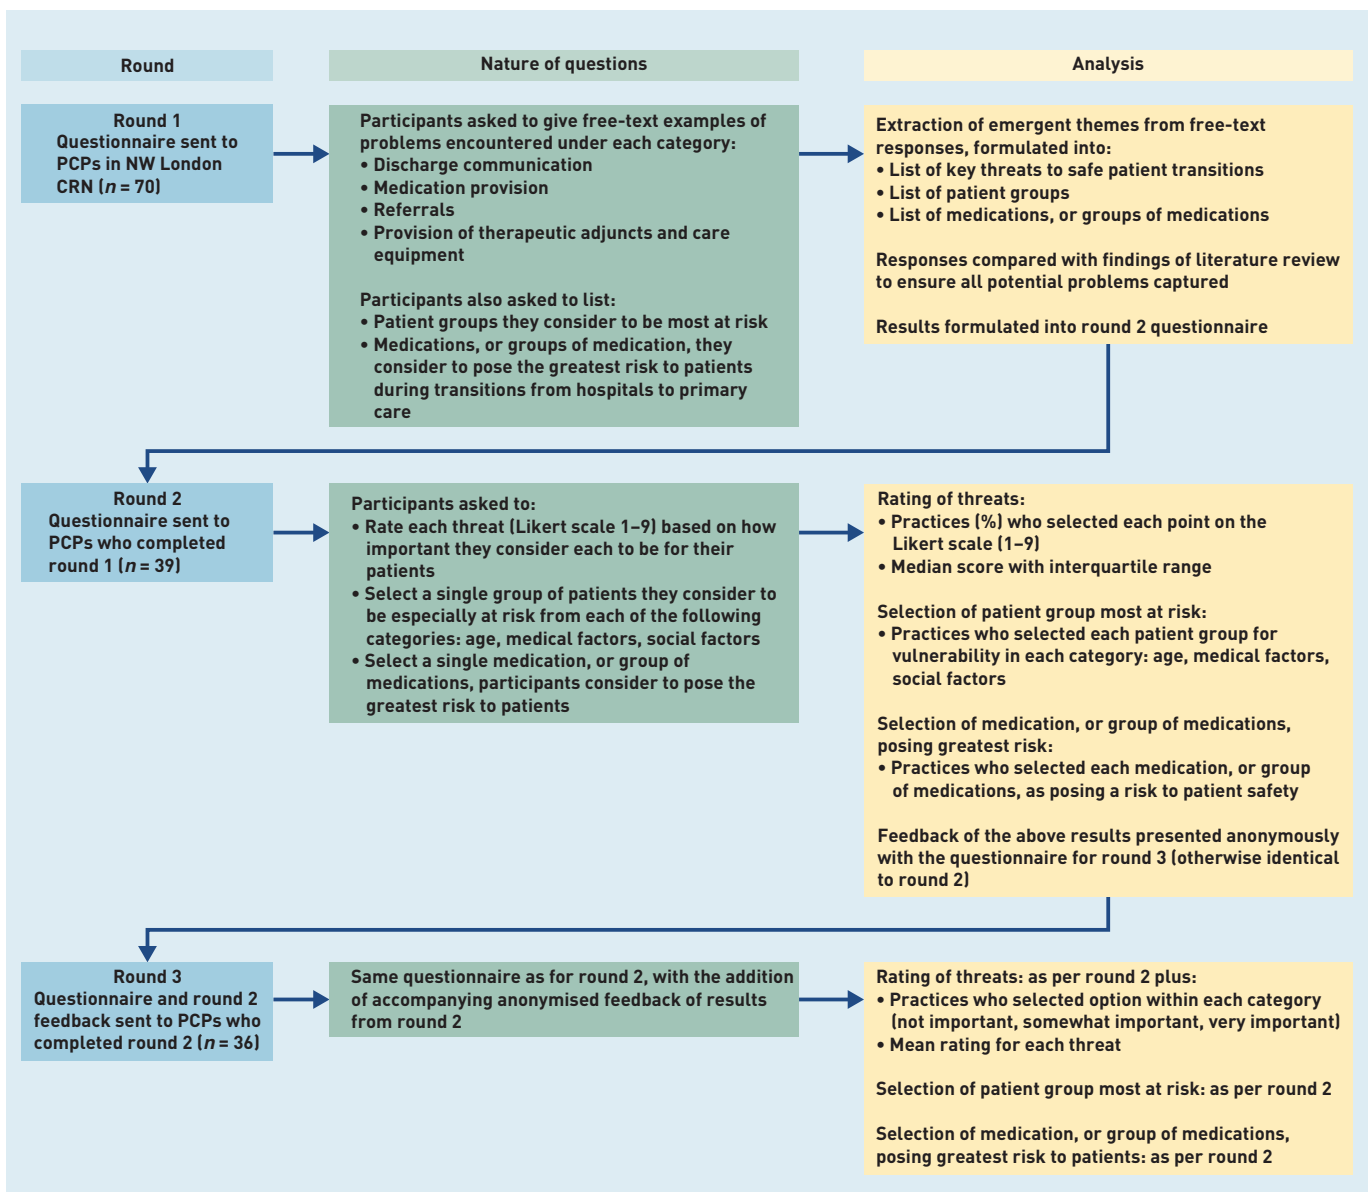 Round
Nature of questions
Analysis
Round 1
Questionnaire sent to
PCPs in NW London
CRN (n = 70)
Participants asked to give free-text examples of
problems encountered under each category:
• Discharge communication
• Medication provision
• Referrals
• Provision of therapeutic adjuncts and care
equipment
Participants also asked to list:
• Patient groups they consider to be most at risk
• Medications, or groups of medication, they
consider to pose the greatest risk to patients
during transitions from hospitals to primary
care
Extraction of emergent themes from free-text
responses, formulated into:
• List of key threats to safe patient transitions
• List of patient groups
• List of medications, or groups of medications
Responses compared with findings of literature review
to ensure all potential problems captured
Results formulated into round 2 questionnaire
Round 2
Questionnaire sent to
PCPs who completed
round 1 (n = 39)
Participants asked to:
• Rate each threat (Likert scale 1–9) based on how
important they consider each to be for their
patients
• Select a single group of patients they consider to
be especially at risk from each of the following
categories: age, medical factors, social factors
• Select a single medication, or group of
medications, participants consider to pose the
greatest risk to patients
Rating of threats:
• Practices (%) who selected each point on the
Likert scale (1–9)
• Median score with interquartile range
Selection of patient group most at risk:
• Practices who selected each patient group for
vulnerability in each category: age, medical factors,
social factors
Selection of medication, or group of medications,
posing greatest risk:
• Practices who selected each medication, or group
of medications, as posing a risk to patient safety
Feedback of the above results presented anonymously
with the questionnaire for round 3 (otherwise identical
to round 2)
Round 3
Questionnaire and round 2
feedback sent to PCPs who
completed round 2 (n = 36)
Same questionnaire as for round 2, with the addition
of accompanying anonymised feedback of results
from round 2
Rating of threats: as per round 2 plus:
• Practices who selected option within each category
(not important, somewhat important, very important)
• Mean rating for each threat
Selection of patient group most at risk: as per round 2
Selection of medication, or group of medications,
posing greatest risk to patients: as per round 2